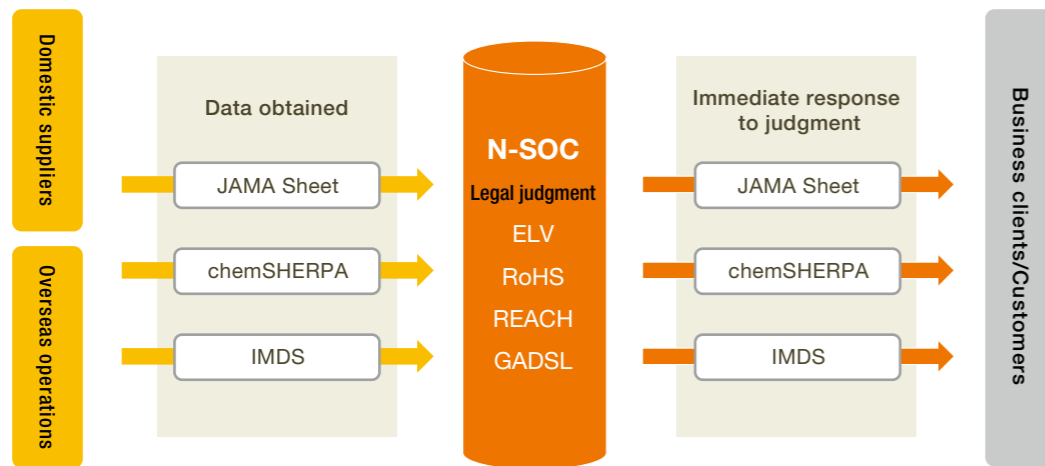 Domestic suppliers
Overseas operations
Data obtained
JAMA Sheet
chemSHERPA
IMDS
N-SOC
Legal judgment
ELV
RoHS
REACH
GADSL
Immediate response
to judgment
JAMA Sheet
chemSHERPA
IMDS
Business clients/Customers